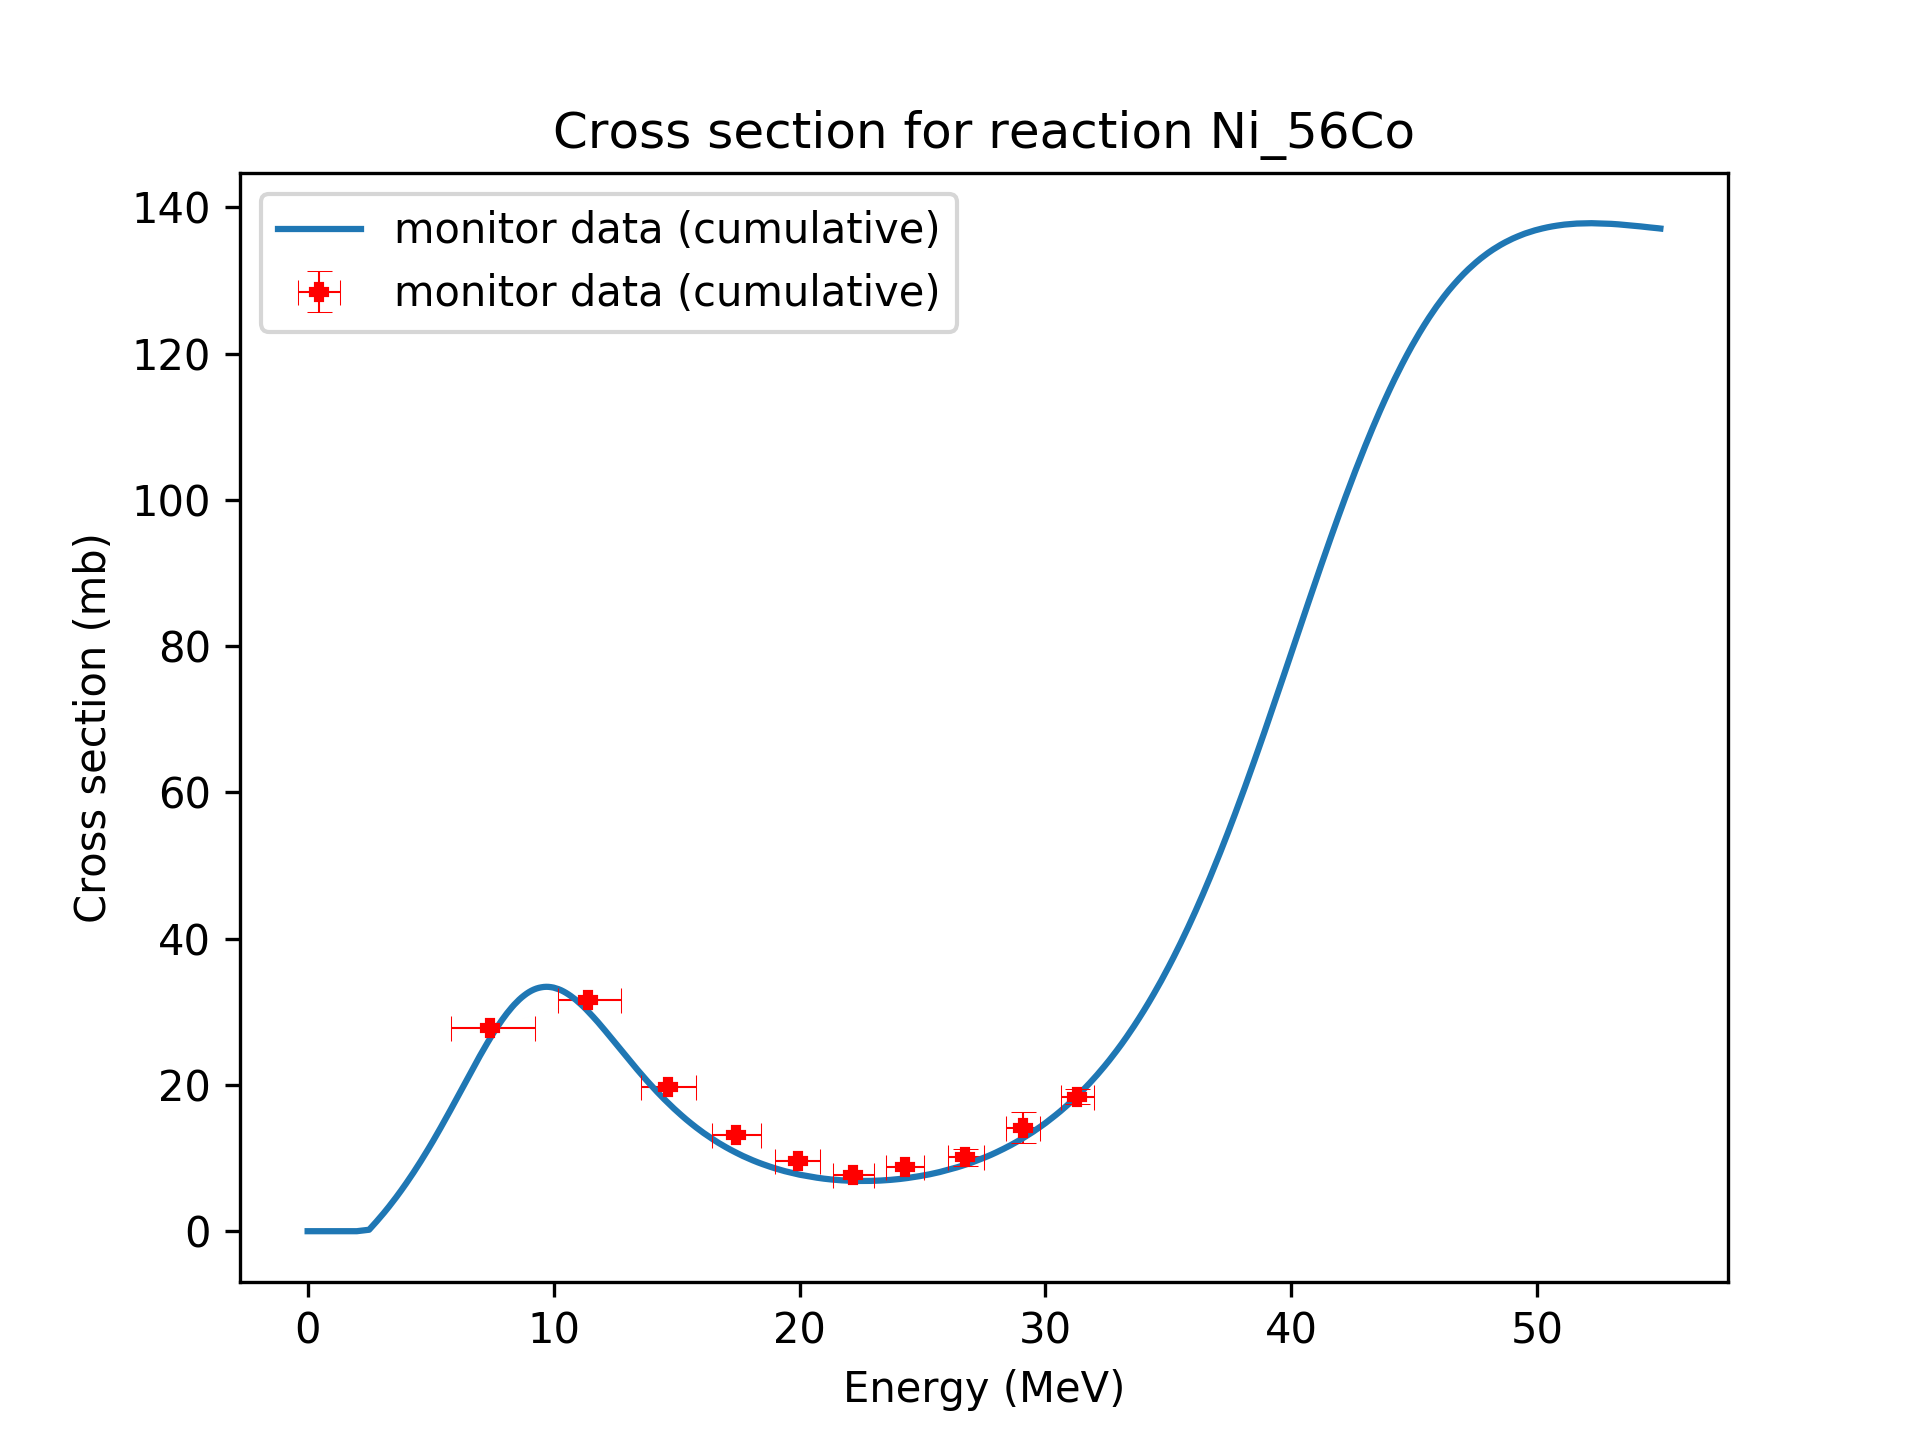 Cross section for reaction Ni_56Co
monitor data (cumulative)
monitor data (cumulative)
140
120
100
80
60
40
20
0
Cross section (mb)
0 10 20 30 40 50
Energy (MeV)